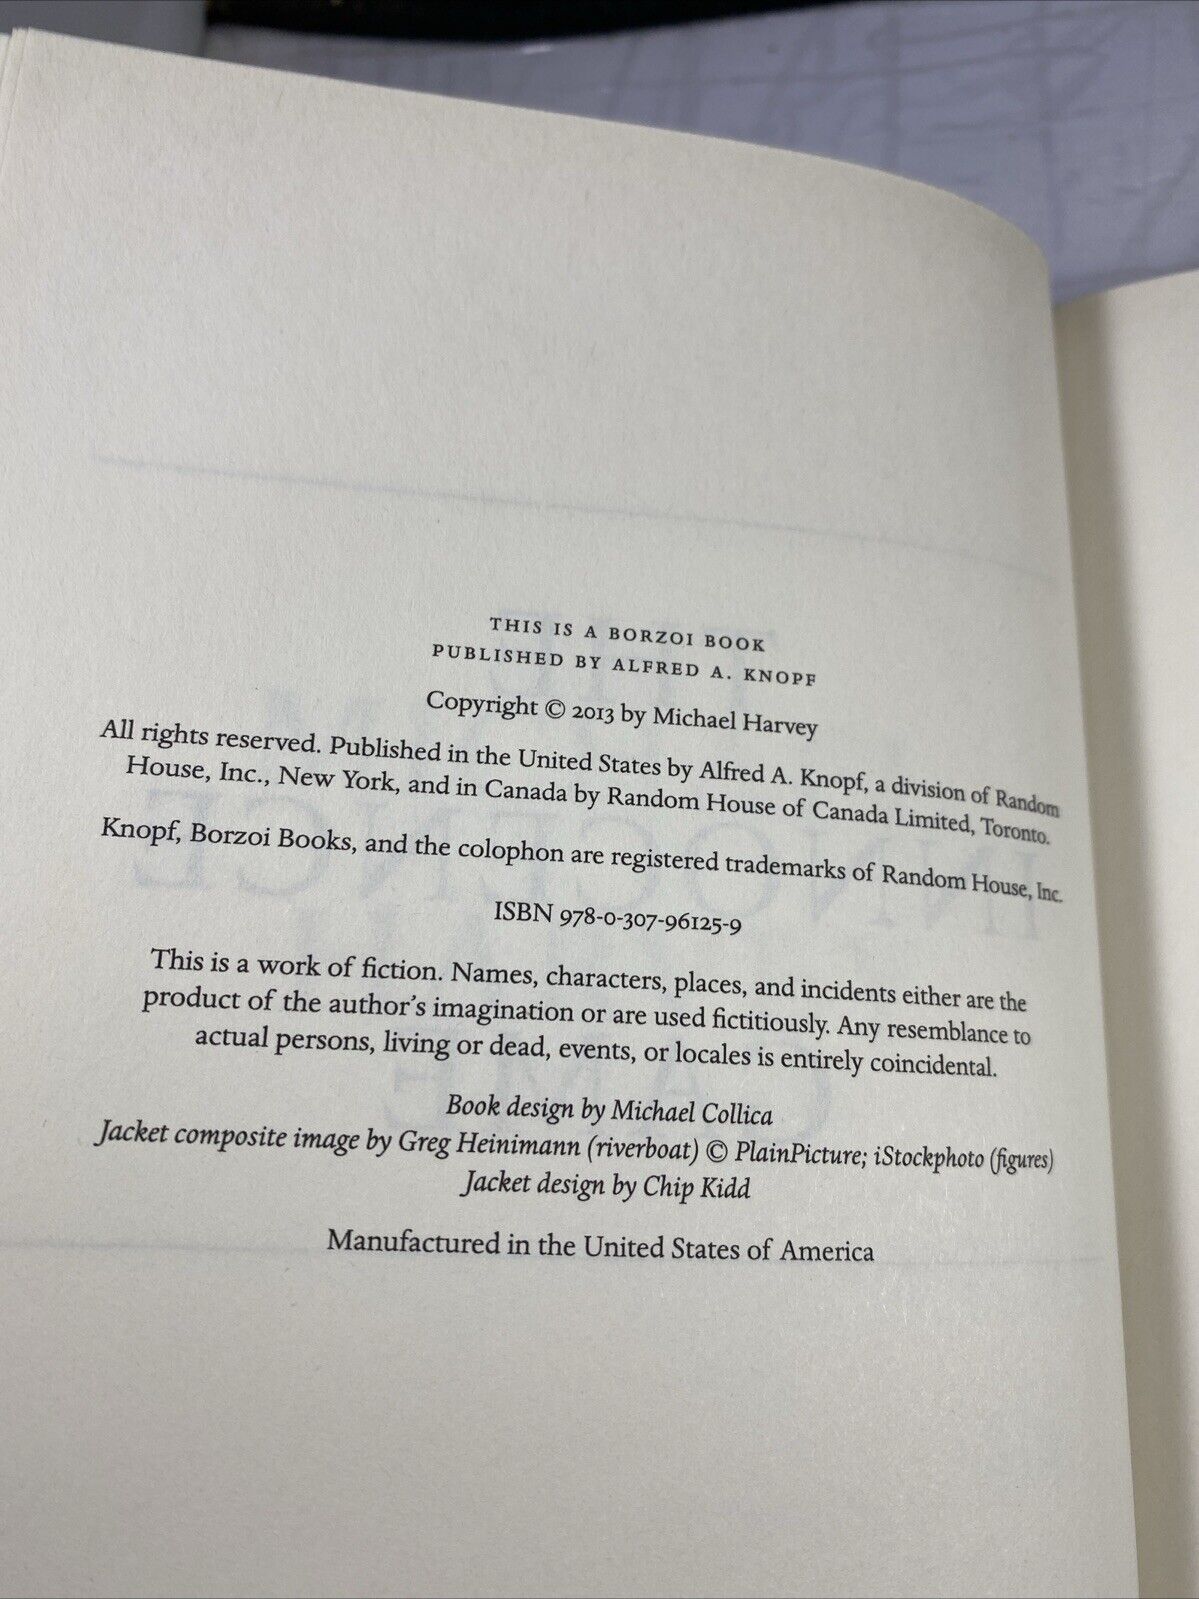 THIS IS A BORZOI BOOK
PUBLISHED BY ALFRED A. KNOPF
Copyright © 2013 by Michael Harvey
All rights reserved. Published in the United States by Alfred A. Knopf, a division of Random
House, Inc., New York, and in Canada by Random House of Canada Limited, Toronto.
Knopf, Borzoi Books, and the colophon are registered trademarks of Random House, Inc.
ISBN 978-0-307-96125-9
This is a work of fiction. Names, characters, places, and incidents either are the
product of the author's imagination or are used fictitiously. Any resemblance to
actual persons, living or dead, events, or locales is entirely coincidental.
Book design by Michael Collica
Jacket composite image by Greg Heinimann (riverboat) © PlainPicture; iStockphoto (figures)
Jacket design by Chip Kidd
Manufactured in the United States of America